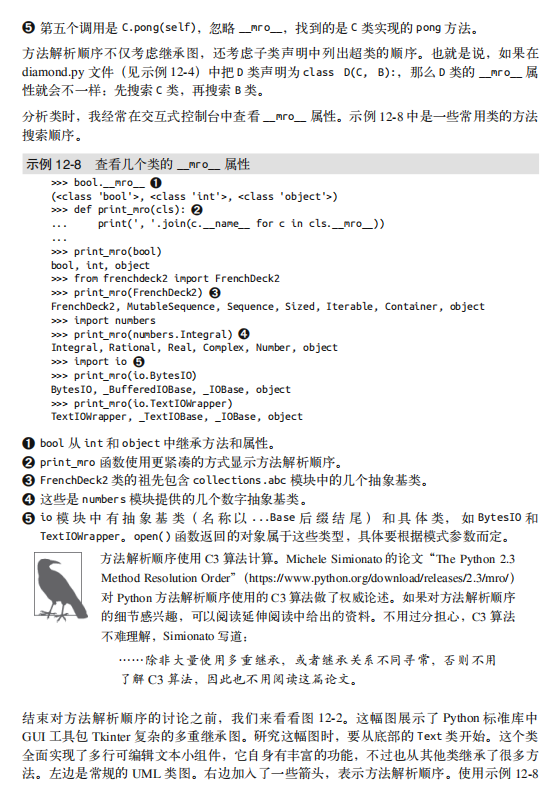 ❺ 第五个调用是 C.pong(self)，忽略 __mro__，找到的是 C 类实现的 pong 方法。
方法解析顺序不仅考虑继承图，还考虑子类声明中列出超类的顺序。也就是说，如果在
diamond.py 文件（见示例 12-4）中把 D 类声明为 class D(C, B):，那么 D 类的 __mro__ 属
性就会不一样：先搜索 C 类，再搜索 B 类。
分析类时，我经常在交互式控制台中查看 __mro__ 属性。示例 12-8 中是一些常用类的方法
搜索顺序。
示例 12-8 查看几个类的 __mro__ 属性
>>> bool.__mro__ ❶
(<class 'bool'>, <class 'int'>, <class 'object'>)
>>> def print_mro(cls): ❷
...     print(', '.join(c.__name__ for c in cls.__mro__))
...
>>> print_mro(bool)
bool, int, object
>>> from frenchdeck2 import FrenchDeck2
>>> print_mro(FrenchDeck2) ❸
FrenchDeck2, MutableSequence, Sequence, Sized, Iterable, Container, object
>>> import numbers
>>> print_mro(numbers.Integral) ❹
Integral, Rational, Real, Complex, Number, object
>>> import io ❺
>>> print_mro(io.BytesIO)
BytesIO, _BufferedIOBase, _IOBase, object
>>> print_mro(io.TextIOWrapper)
TextIOWrapper, _TextIOBase, _IOBase, object
❶ bool 从 int 和 object 中继承方法和属性。
❷ print_mro 函数使用更紧凑的方式显示方法解析顺序。
❸ FrenchDeck2 类的祖先包含 collections.abc 模块中的几个抽象基类。
❹ 这些是 numbers 模块提供的几个数字抽象基类。
❺ io 模块中有抽象基类（名称以 ...Base 后缀结尾）和具体类，如 BytesIO 和
TextIOWrapper。open() 函数返回的对象属于这些类型，具体要根据模式参数而定。
方法解析顺序使用 C3 算法计算。Michele Simionato 的论文“The Python 2.3
Method Resolution Order”（https://www.python.org/download/releases/2.3/mro/）
对 Python 方法解析顺序使用的 C3 算法做了权威论述。如果对方法解析顺序
的细节感兴趣，可以阅读延伸阅读中给出的资料。不用过分担心，C3 算法
不难理解，Simionato 写道：
……除非大量使用多重继承，或者继承关系不同寻常，否则不用
了解 C3 算法，因此也不用阅读这篇论文。
结束对方法解析顺序的讨论之前，我们来看看图 12-2。这幅图展示了 Python 标准库中
GUI 工具包 Tkinter 复杂的多重继承图。研究这幅图时，要从底部的 Text 类开始。这个类
全面实现了多行可编辑文本小组件，它自身有丰富的功能，不过也从其他类继承了很多方
法。左边是常规的 UML 类图。右边加入了一些箭头，表示方法解析顺序。使用示例 12-8